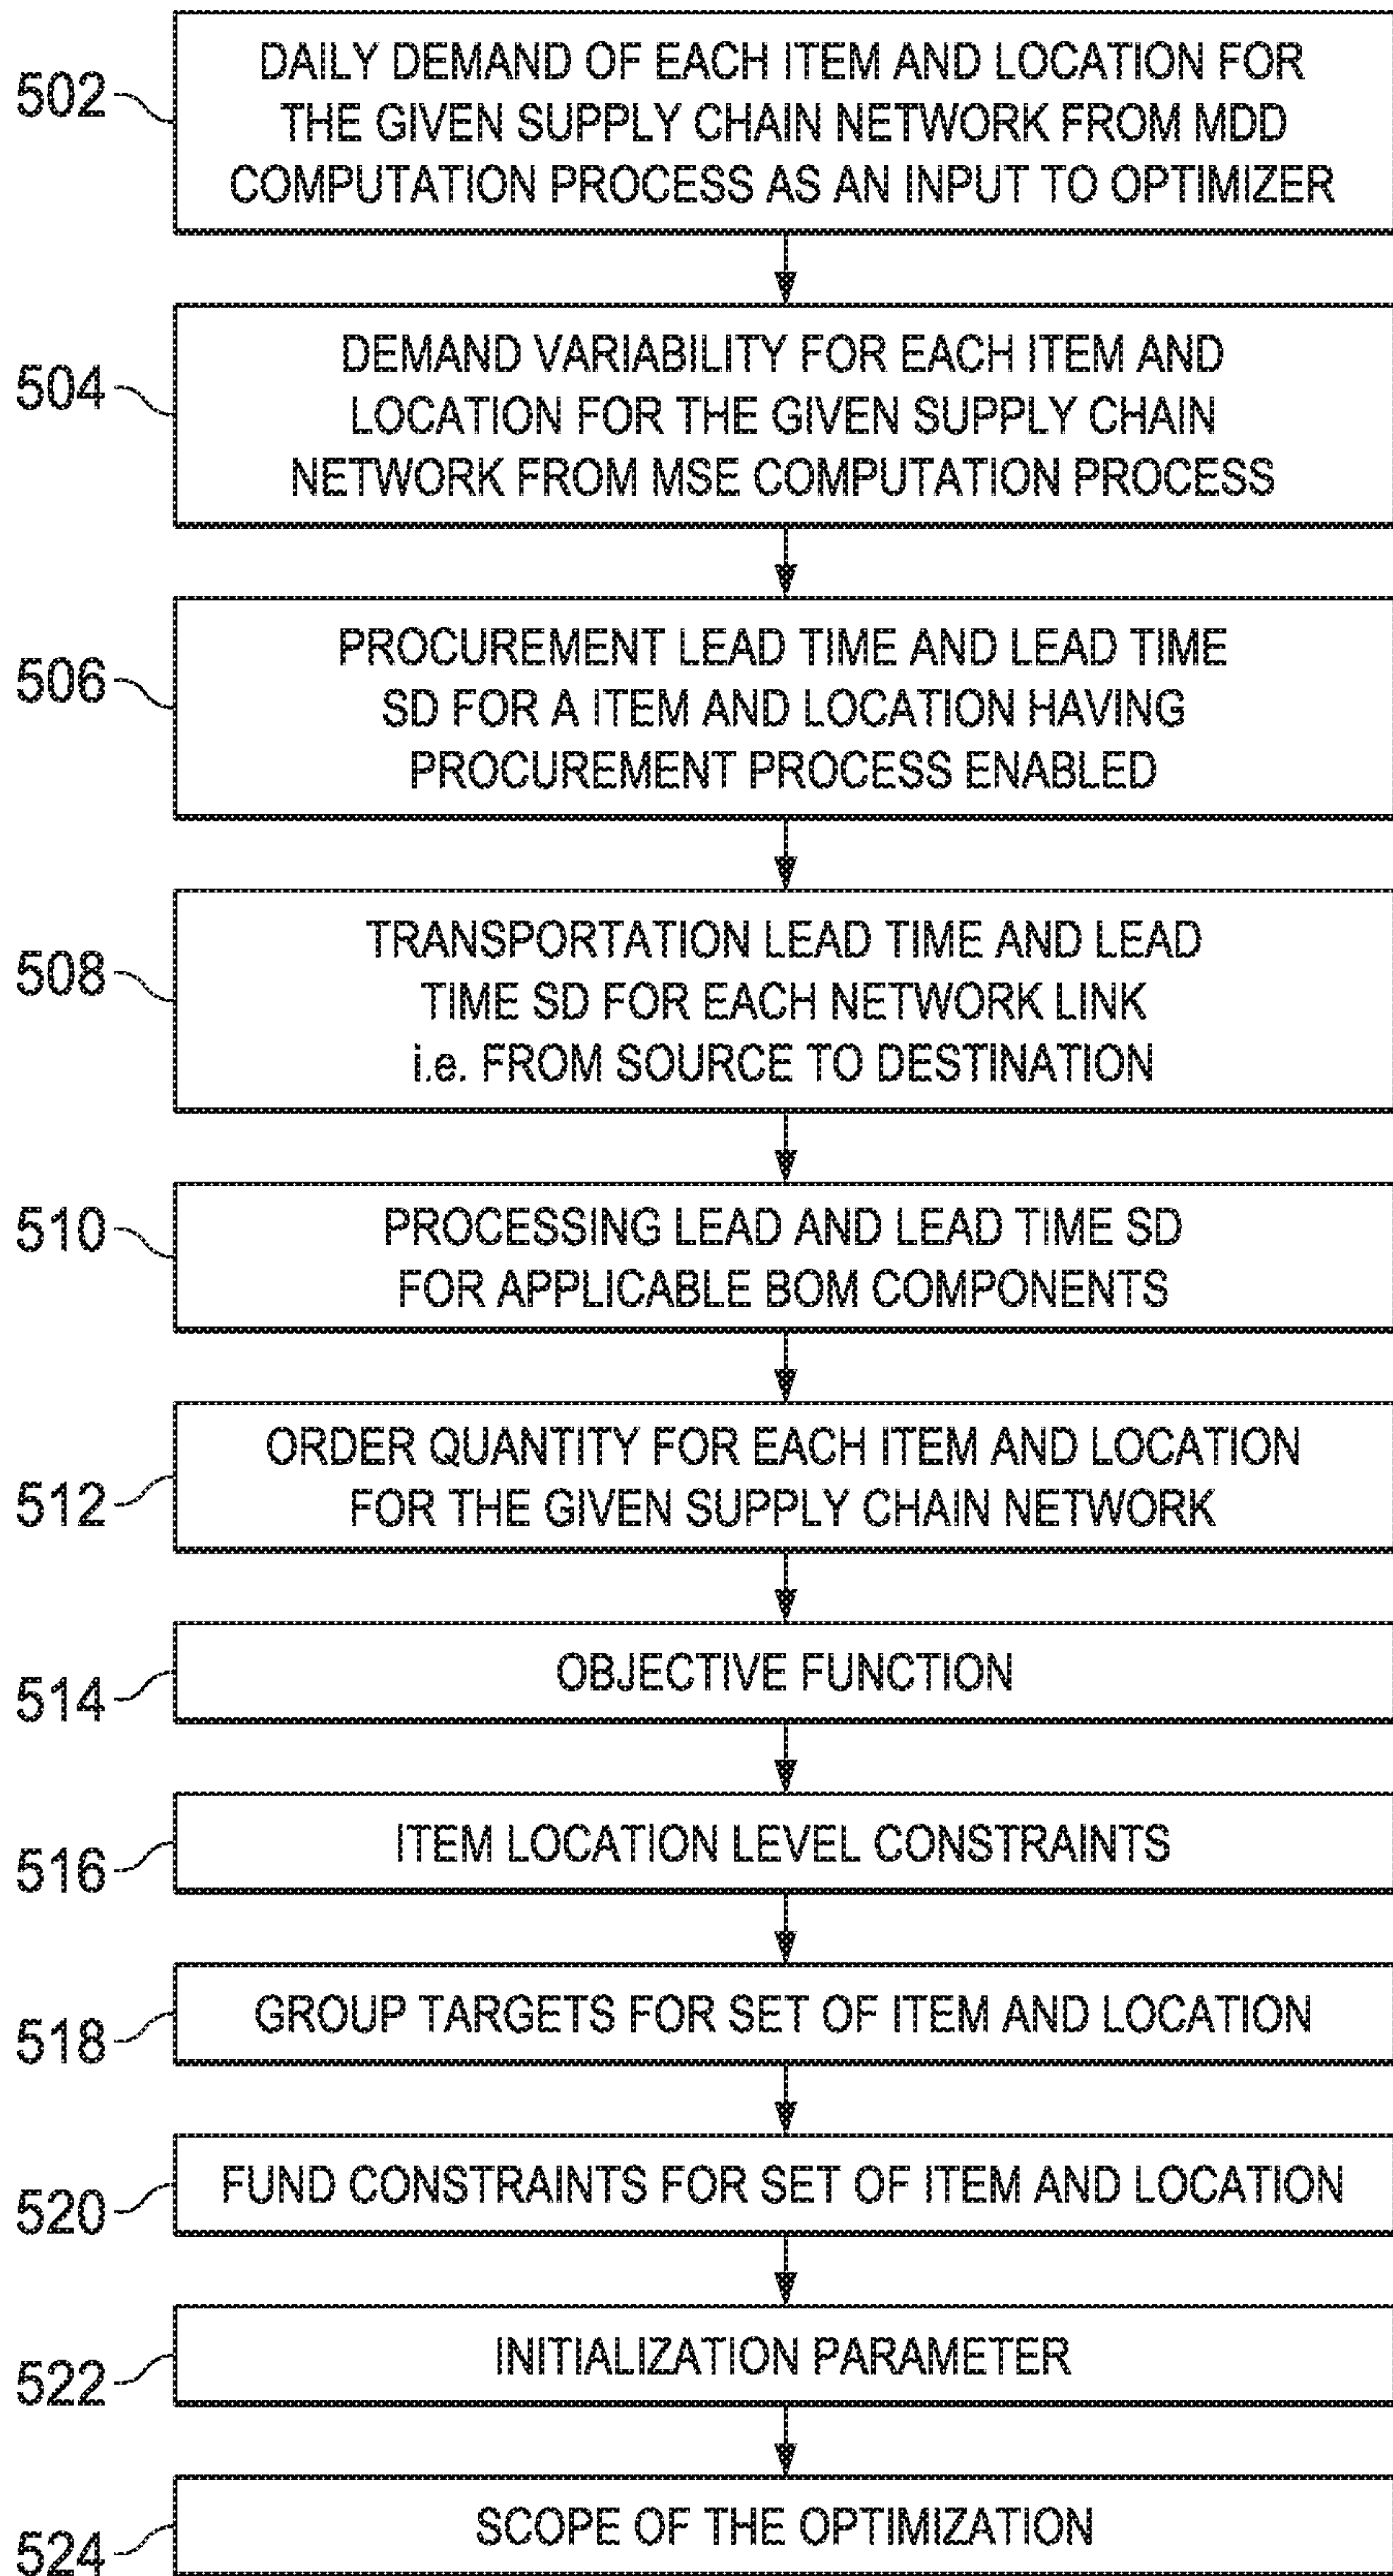 502
DAILY DEMAND OF EACH ITEM AND LOCATION FOR
THE GIVEN SUPPLY CHAIN NETWORK FROM MDD
COMPUTATION PROCESS AS AN INPUT TO OPTIMIZER
504
DEMAND VARIABILITY FOR EACH ITEM AND
LOCATION FOR THE GIVEN SUPPLY CHAIN
NETWORK FROM MSE COMPUTATION PROCESS
506
PROCUREMENT LEAD TIME AND LEAD TIME
SD FOR A ITEM AND LOCATION HAVING
PROCUREMENT PROCESS ENABLED
508
TRANSPORTATION LEAD TIME AND LEAD
TIME SD FOR EACH NETWORK LINK
i.e. FROM SOURCE TO DESTINATION
510
PROCESSING LEAD AND LEAD TIME SD
FOR APPLICABLE BOM COMPONENTS
512
ORDER QUANTITY FOR EACH ITEM AND LOCATION
FOR THE GIVEN SUPPLY CHAIN NETWORK
514
OBJECTIVE FUNCTION
516
ITEM LOCATION LEVEL CONSTRAINTS
518
GROUP TARGETS FOR SET OF ITEM AND LOCATION
520
FUND CONSTRAINTS FOR SET OF ITEM AND LOCATION
522
INITIALIZATION PARAMETER
524
SCOPE OF THE OPTIMIZATION